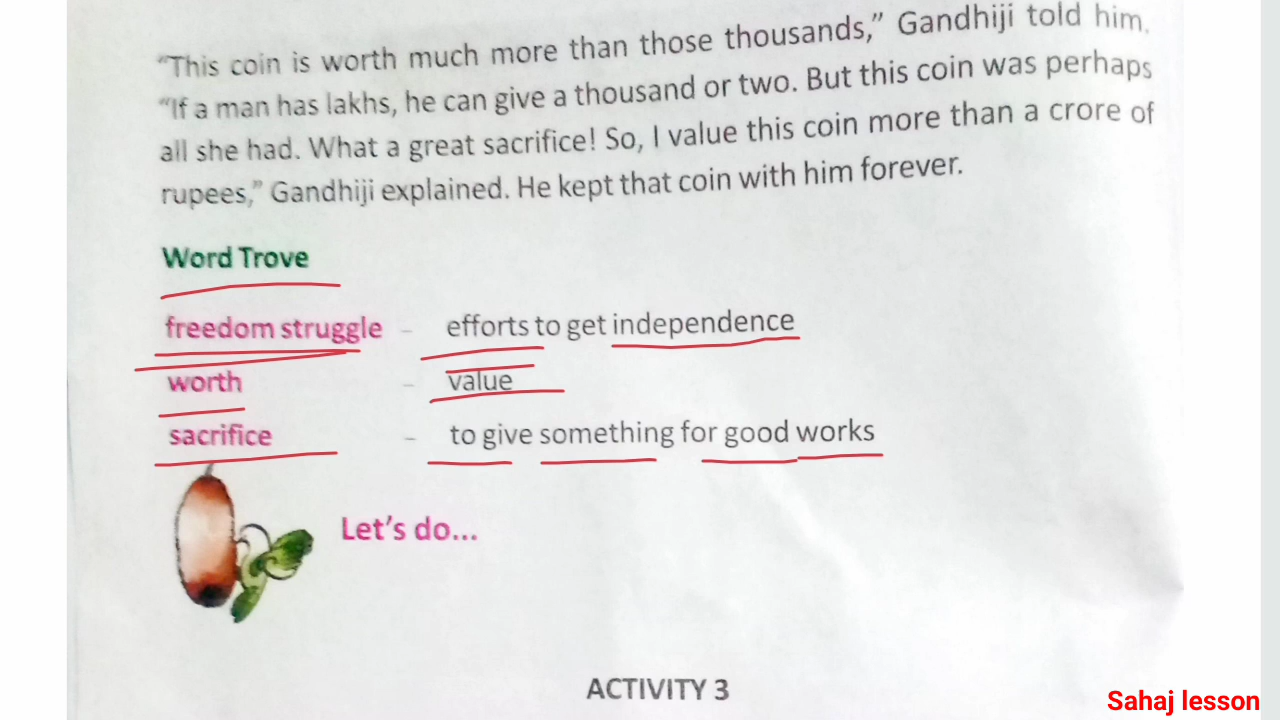 “This coin is worth much more than those thousands,” Gandhiji told him.
“If a man has lakhs, he can give a thousand or two. But this coin was perhaps
all she had. What a great sacrifice! So, I value this coin more than a crore of
rupees,” Gandhiji explained. He kept that coin with him forever.
Word Trove
freedom struggle – efforts to get independence
worth – value
sacrifice – to give something for good works
Let’s do...
ACTIVITY 3
Sahaj lesson